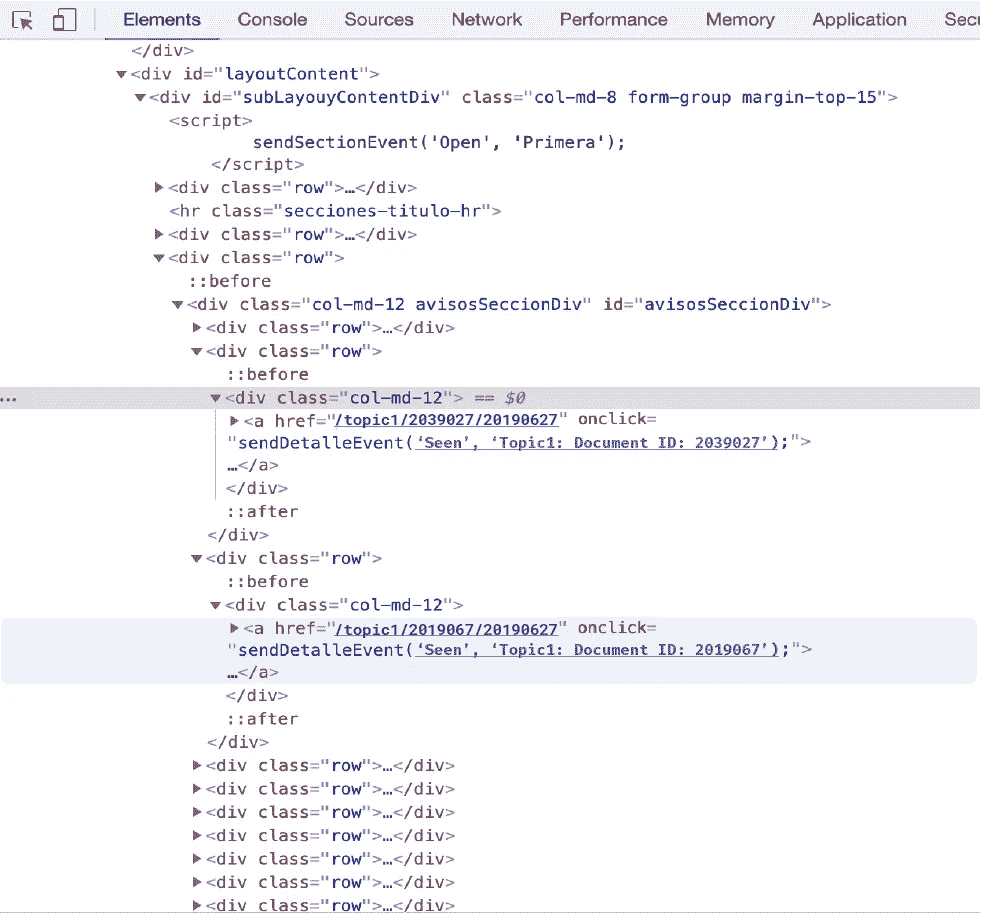 Elements Console Sources Network Performance Memory Application Secu
</div>
▼<div id="layoutContent">
▼<div id="subLayouyContentDiv" class="col-md-8 form-group margin-top-15">
<script>
sendSectionEvent('Open', 'Primera');
</script>
▶<div class="row">…</div>
<hr class="secciones-titulo-hr">
▶<div class="row">…</div>
▼<div class="row">
::before
▼<div class="col-md-12 avisosSeccionDiv" id="avisosSeccionDiv">
▶<div class="row">…</div>
▼<div class="row">
::before
… ▼<div class="col-md-12"> == $0
▶<a href="/topic1/2039027/20190627" onclick=
"sendDetalleEvent(‘Seen’, ‘Topic1: Document ID: 2039027’);">
…</a>
</div>
::after
</div>
▼<div class="row">
::before
▼<div class="col-md-12">
▶<a href="/topic1/2019067/20190627" onclick=
"sendDetalleEvent(‘Seen’, ‘Topic1: Document ID: 2019067’);">
…</a>
</div>
::after
</div>
▶<div class="row">…</div>
▶<div class="row">…</div>
▶<div class="row">…</div>
▶<div class="row">…</div>
▶<div class="row">…</div>
▶<div class="row">…</div>
▶<div class="row">…</div>